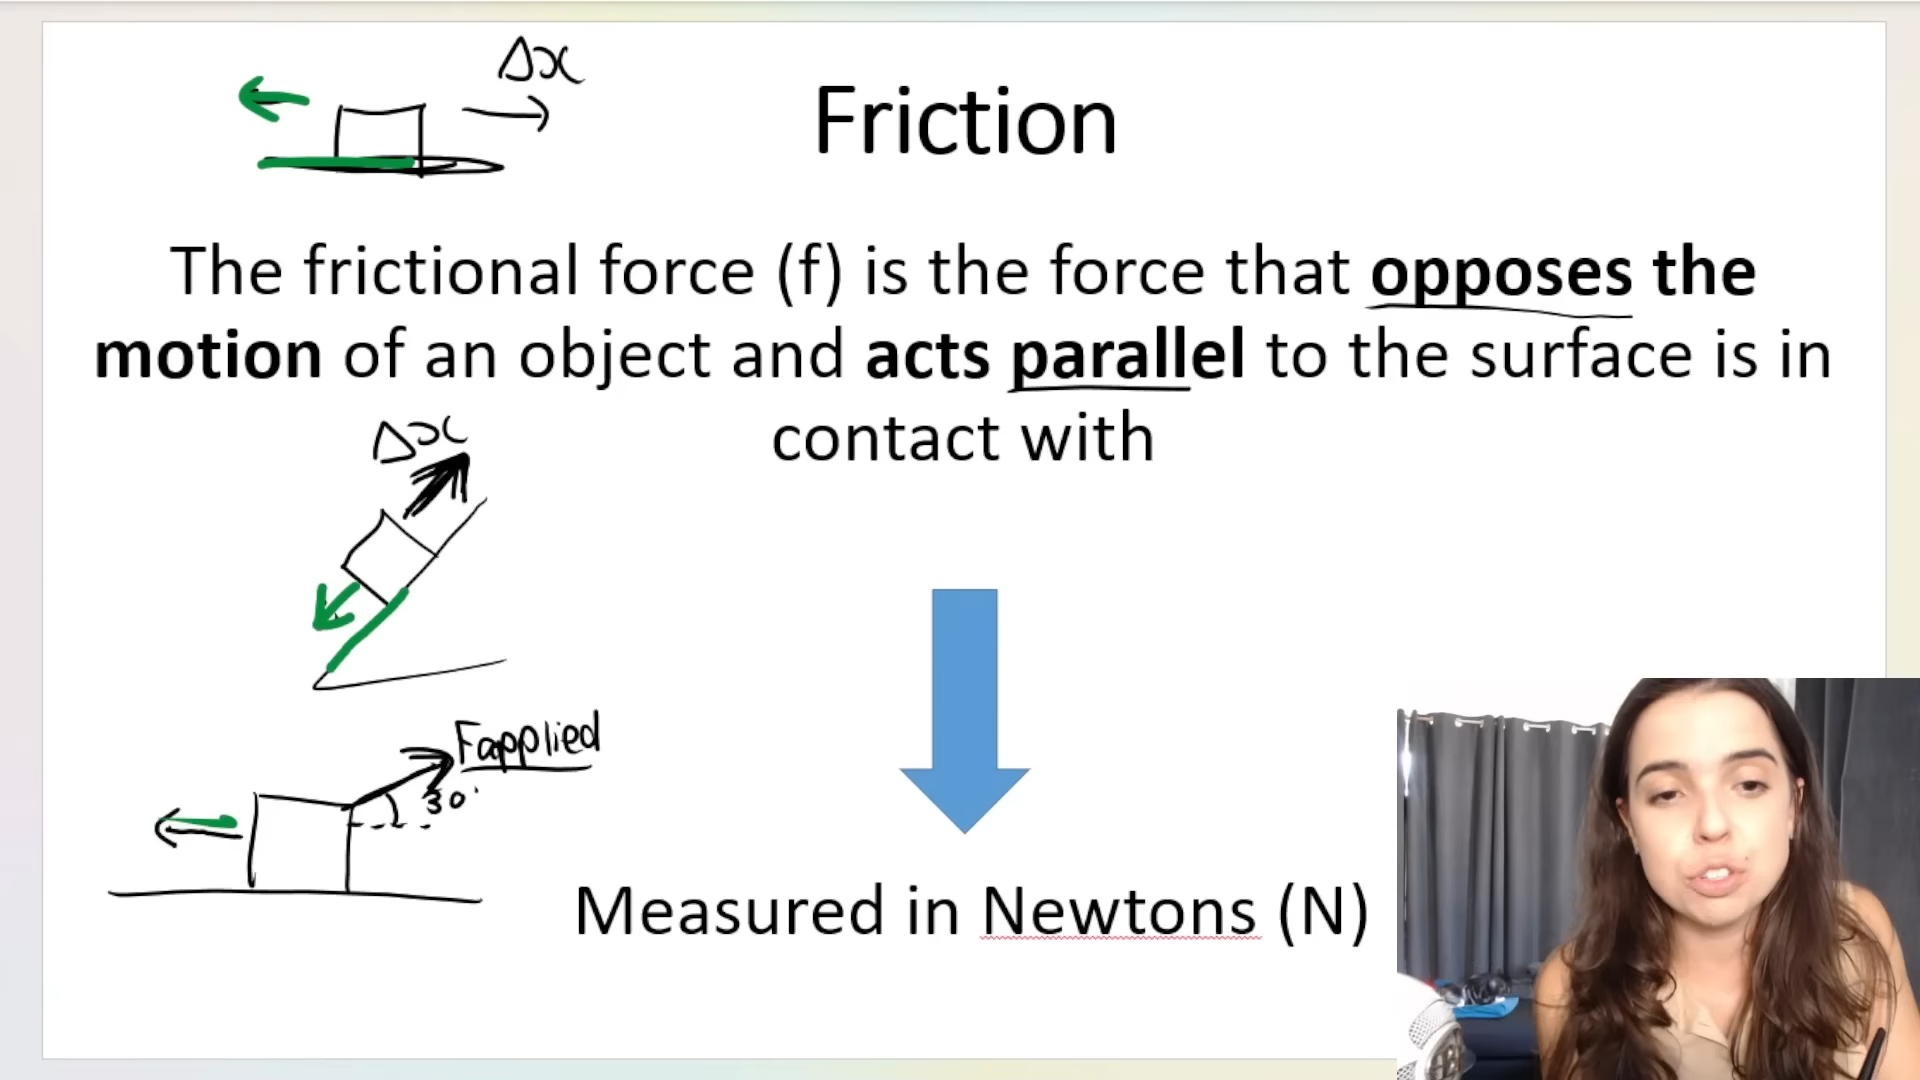 Δx
Friction
The frictional force (f) is the force that opposes the
motion of an object and acts parallel to the surface is in
contact with
Δx
Fapplied
30°
Measured in Newtons (N)